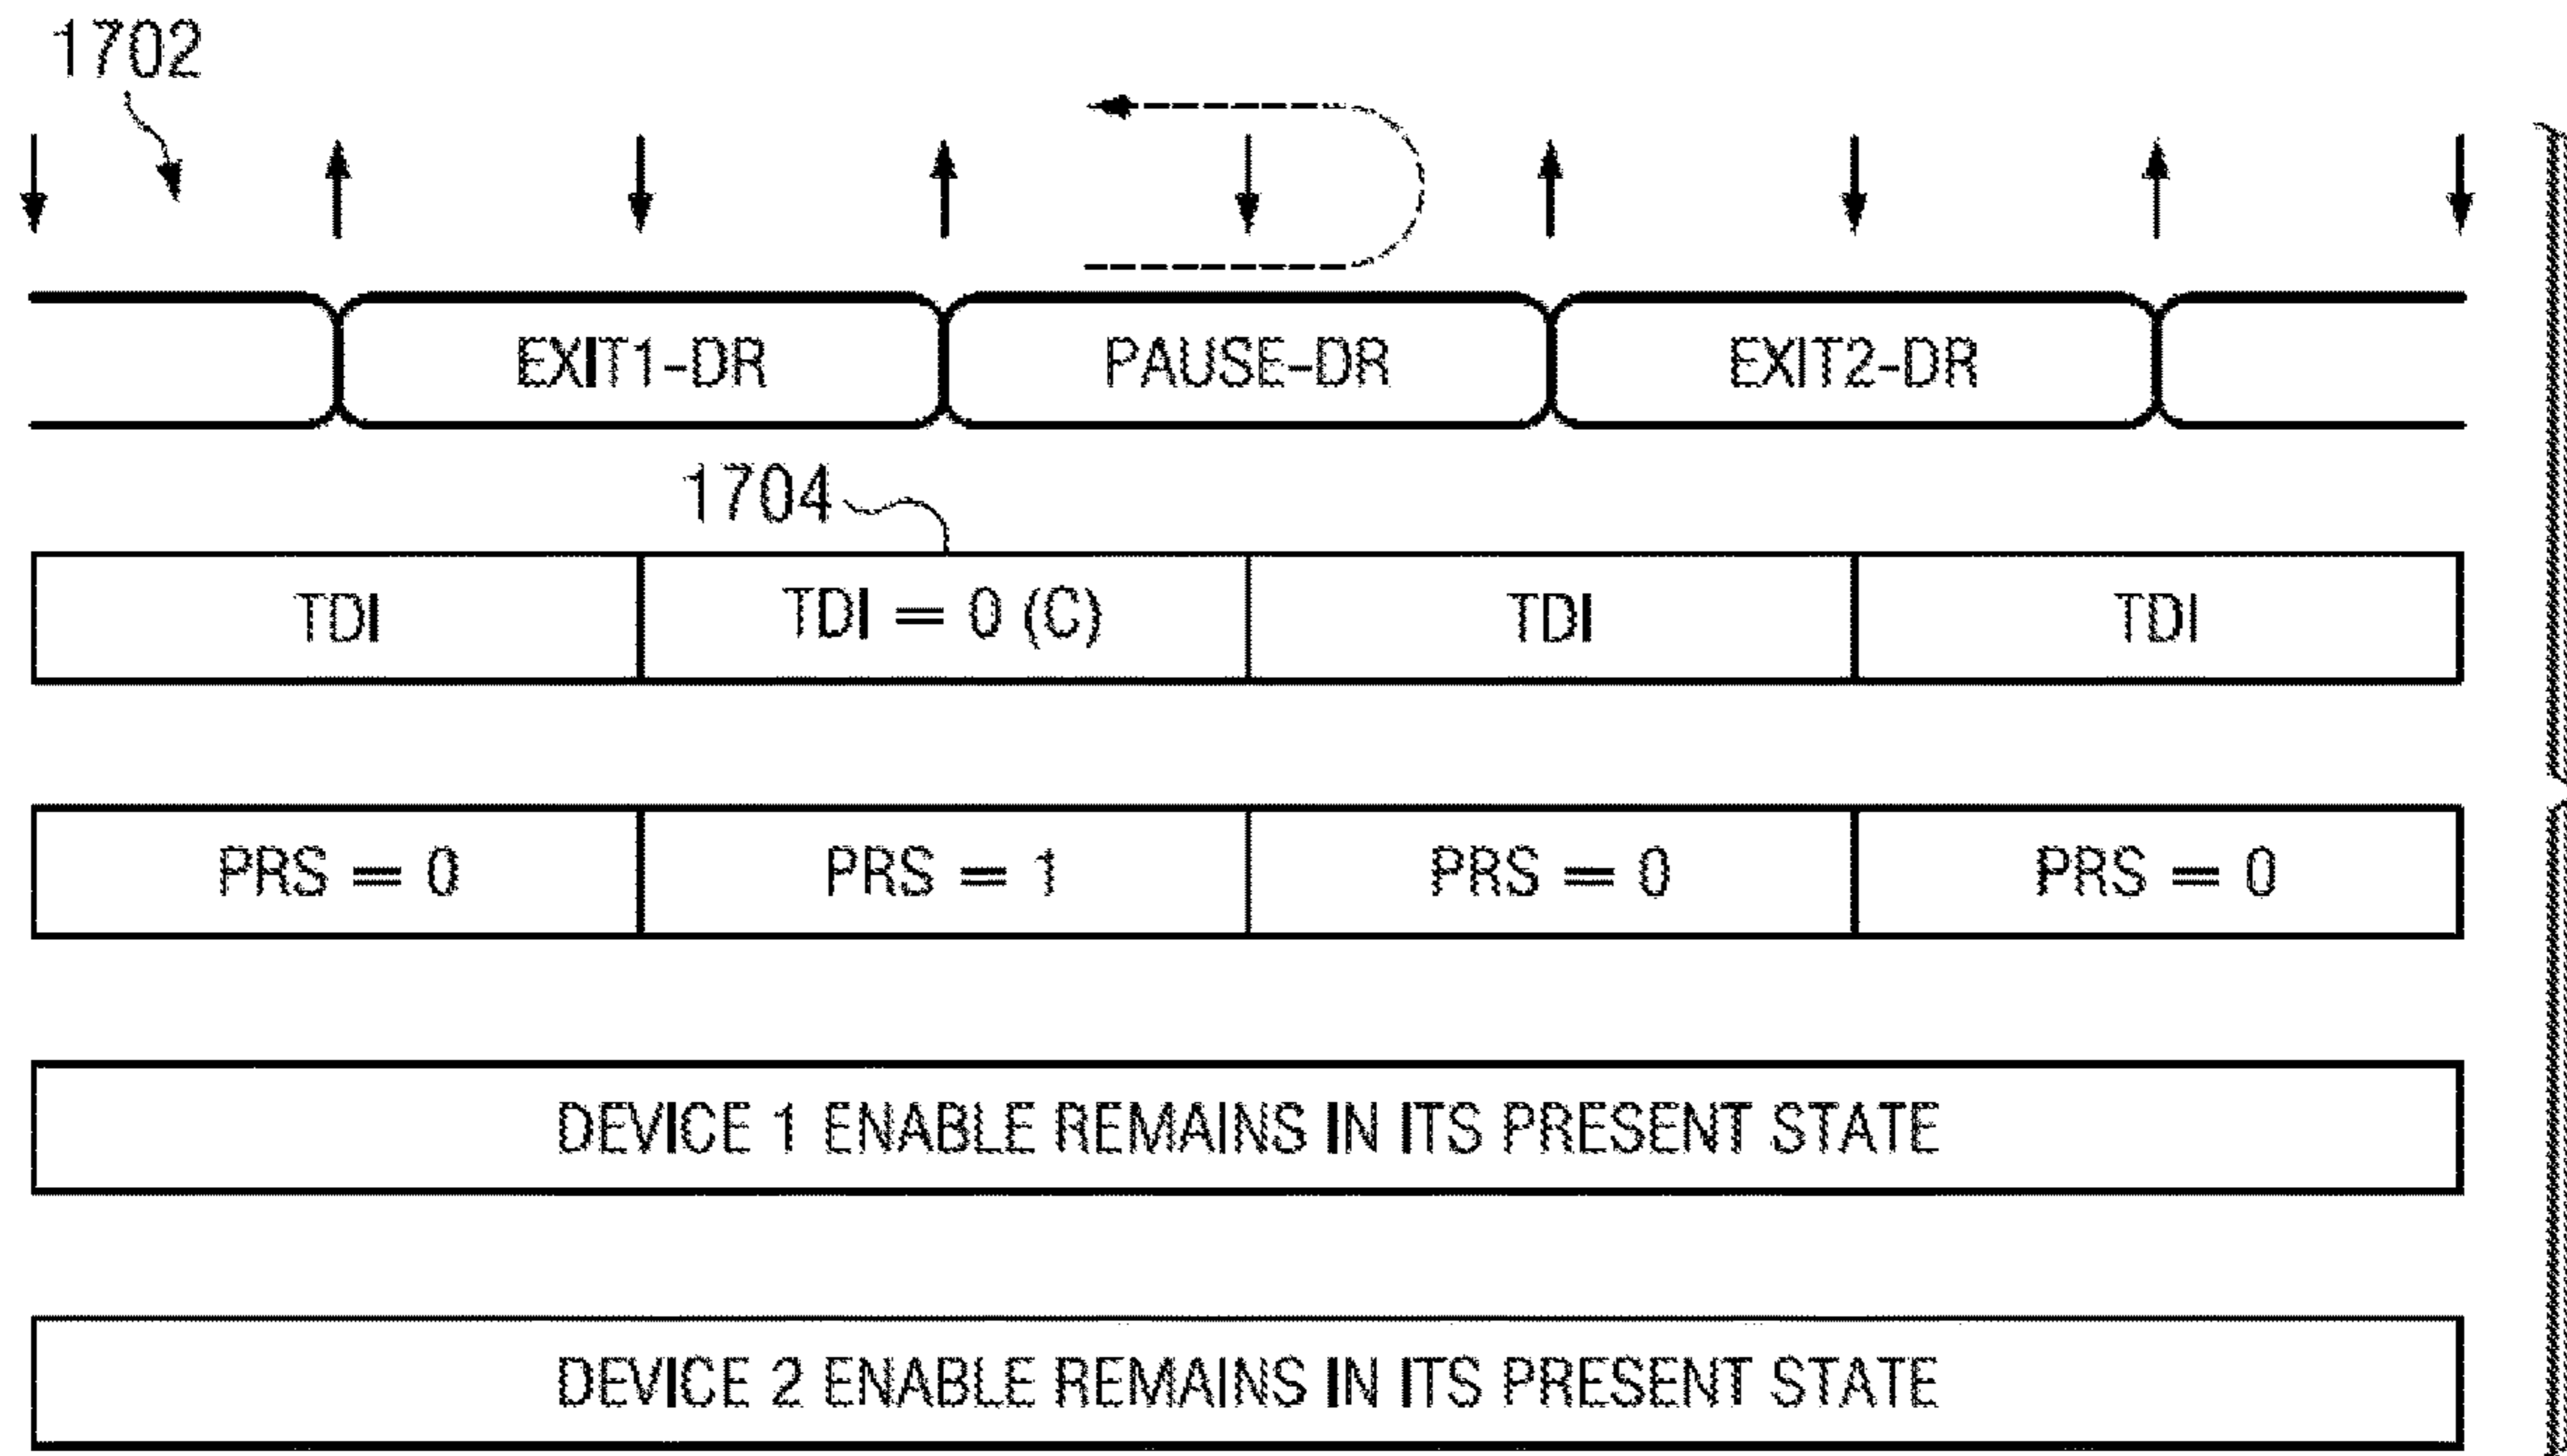 1702
EXIT1-DR PAUSE-DR EXIT2-DR
1704
TDI TDI = 0 (C) TDI TDI
PRS = 0 PRS = 1 PRS = 0 PRS = 0
DEVICE 1 ENABLE REMAINS IN ITS PRESENT STATE
DEVICE 2 ENABLE REMAINS IN ITS PRESENT STATE